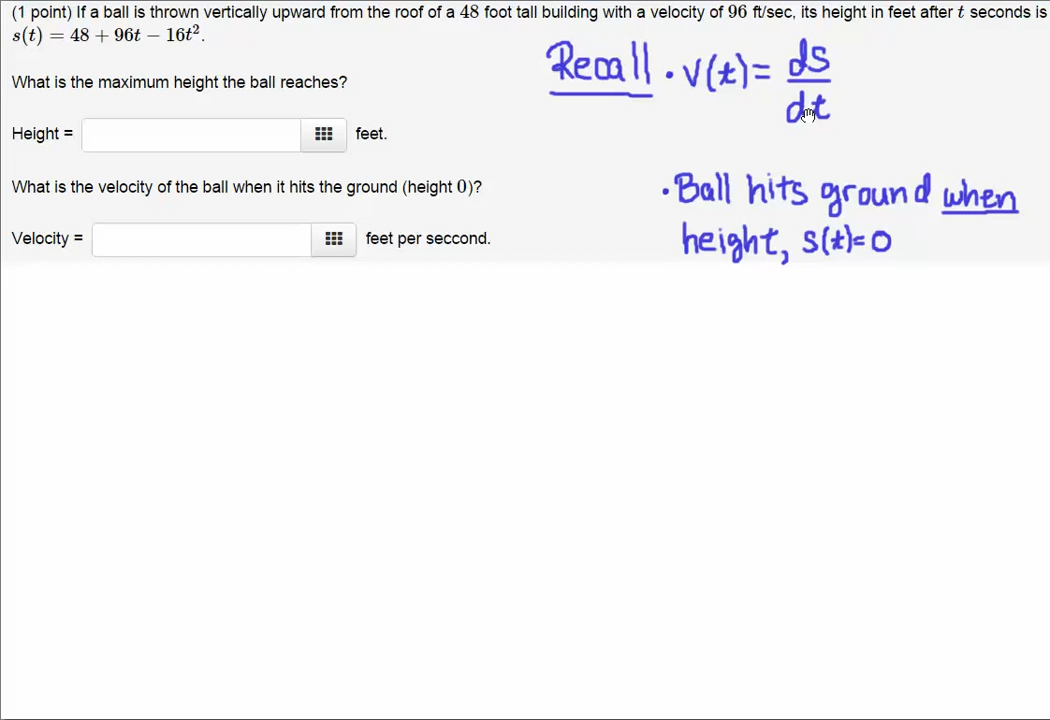 (1 point) If a ball is thrown vertically upward from the roof of a 48 foot tall building with a velocity of 96 ft/sec, its height in feet after t seconds is
s(t) = 48 + 96t − 16t².
Recall • v(t) = ds/dt
What is the maximum height the ball reaches?
Height = feet.
What is the velocity of the ball when it hits the ground (height 0)?
• Ball hits ground when
Velocity = feet per seccond.
height, s(t)=0